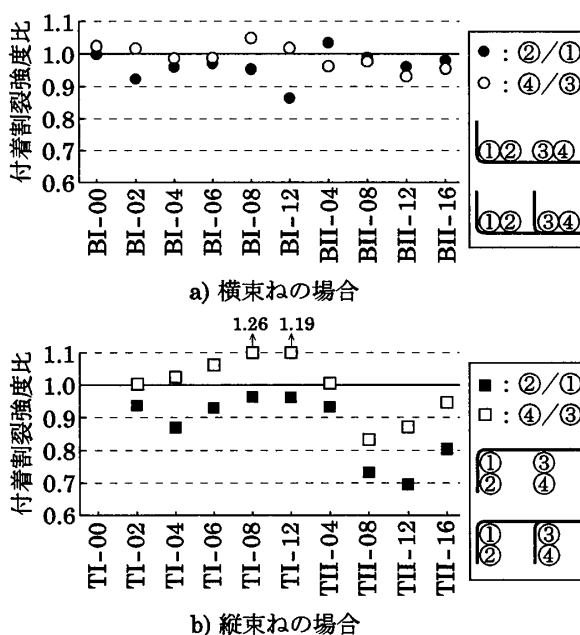 付着割裂強度比
1.1
1.0
0.9
0.8
0.7
0.6
BI-00
BI-02
BI-04
BI-06
BI-08
BI-12
BII-04
BII-08
BII-12
BII-16
●：②/①
○：④/③
①② ③④
①② ③④
a) 横束ねの場合
付着割裂強度比
1.26 1.19
1.1
1.0
0.9
0.8
0.7
0.6
TI-00
TI-02
TI-04
TI-06
TI-08
TI-12
TII-04
TII-08
TII-12
TII-16
■：②/①
□：④/③
① ③
② ④
① ③
② ④
b) 縦束ねの場合